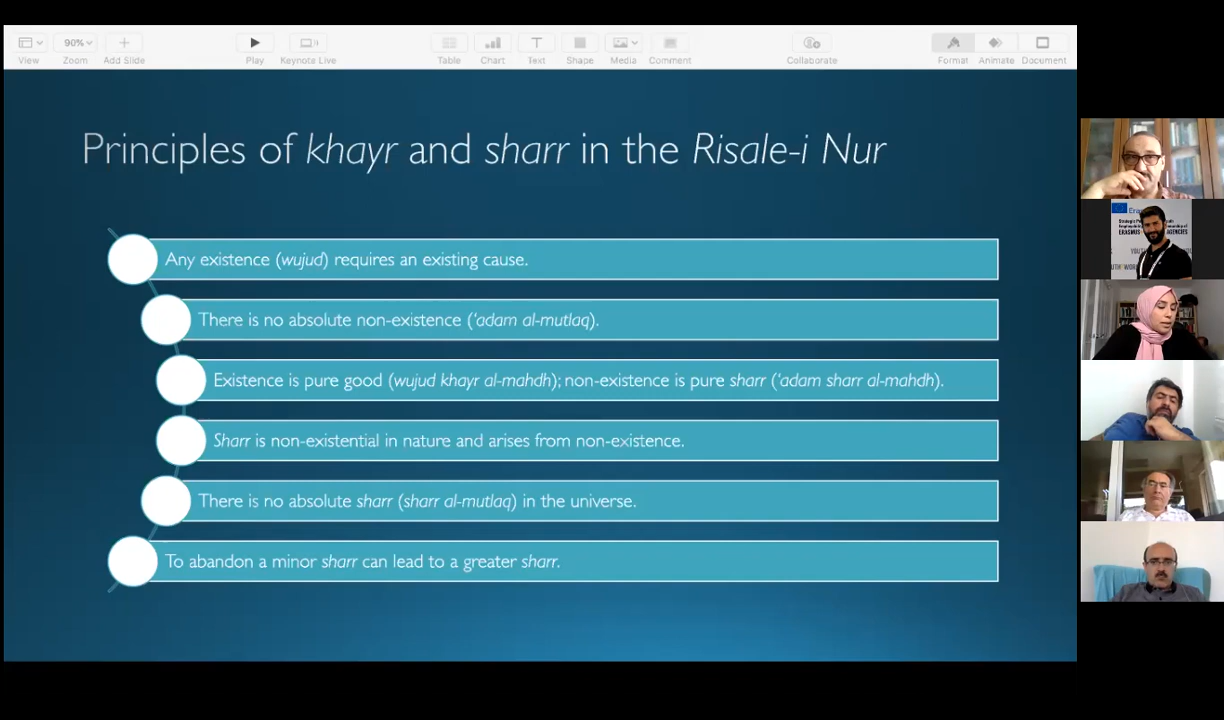 90%
View
Zoom
Add Slide
Play
Keynote Live
Table
Chart
Text
Shape
Media
Comment
Collaborate
Format
Animate
Document
Principles of khayr and sharr in the Risale-i Nur
Any existence (wujud) requires an existing cause.
There is no absolute non-existence (‘adam al-mutlaq).
Existence is pure good (wujud khayr al-mahdh); non-existence is pure sharr (‘adam sharr al-mahdh).
Sharr is non-existential in nature and arises from non-existence.
There is no absolute sharr (sharr al-mutlaq) in the universe.
To abandon a minor sharr can lead to a greater sharr.